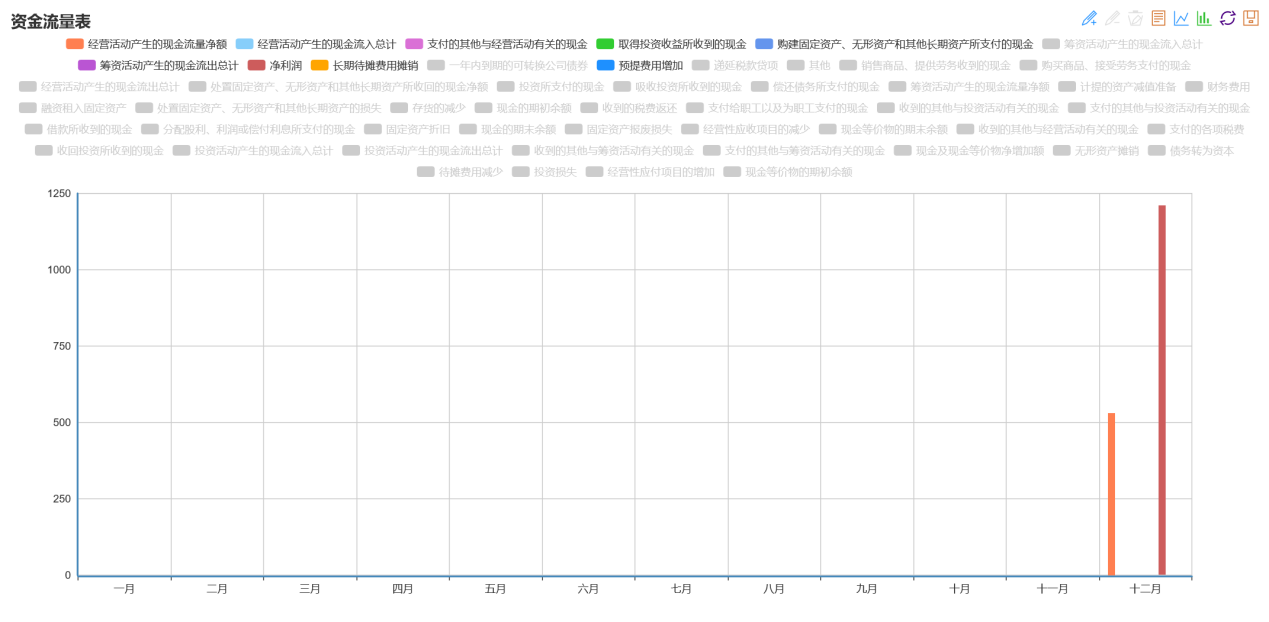 资金流量表
经营活动产生的现金流量净额 经营活动产生的现金流入总计 支付的其他与经营活动有关的现金 取得投资收益所收到的现金 购建固定资产、无形资产和其他长期资产所支付的现金 筹资活动产生的现金流入总计
筹资活动产生的现金流出总计 净利润 长期待摊费用摊销 一年内到期的可转换公司债券 预提费用增加 递延税款贷项 其他 销售商品、提供劳务收到的现金 购买商品、接受劳务支付的现金
经营活动产生的现金流出总计 处置固定资产、无形资产和其他长期资产所收回的现金净额 投资所支付的现金 吸收投资所收到的现金 偿还债务所支付的现金 筹资活动产生的现金流量净额 计提的资产减值准备 财务费用
融资租入固定资产 处置固定资产、无形资产和其他长期资产的损失 存货的减少 现金的期初余额 收到的税费返还 支付给职工以及为职工支付的现金 收到的其他与投资活动有关的现金 支付的其他与投资活动有关的现金
借款所收到的现金 分配股利、利润或偿付利息所支付的现金 固定资产折旧 现金的期末余额 固定资产报废损失 经营性应收项目的减少 现金等价物的期末余额 收到的其他与经营活动有关的现金 支付的各项税费
收回投资所收到的现金 投资活动产生的现金流入总计 投资活动产生的现金流出总计 收到的其他与筹资活动有关的现金 支付的其他与筹资活动有关的现金 现金及现金等价物净增加额 无形资产摊销 债务转为资本
待摊费用减少 投资损失 经营性应付项目的增加 现金等价物的期初余额
1250
1000
750
500
250
0
一月 二月 三月 四月 五月 六月 七月 八月 九月 十月 十一月 十二月